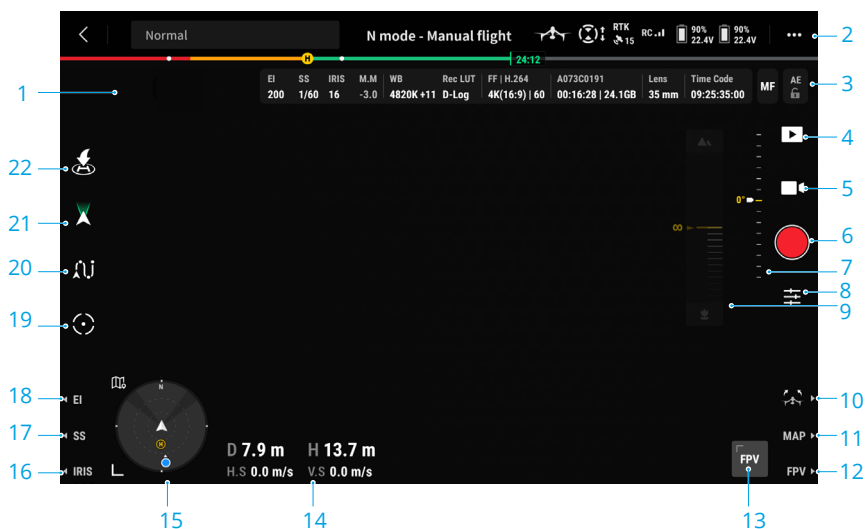 Normal
N mode - Manual flight
RTK
15
RC
90%
22.4V
90%
22.4V
2
H
24:12
1
EI SS IRIS M.M WB Rec LUT FF | H.264 A073C0191 Lens Time Code
200 1/60 16 -3.0 4820K +11 D-Log 4K(16:9) | 60 00:16:28 | 24.1GB 35 mm 09:25:35:00
MF
AE
3
4
22
5
0°
21
∞
6
20
7
8
9
19
N
18
EI
10
17
SS
H
D 7.9 m H 13.7 m
MAP
11
16
IRIS
H.S 0.0 m/s V.S 0.0 m/s
FPV
FPV
12
15
14
13